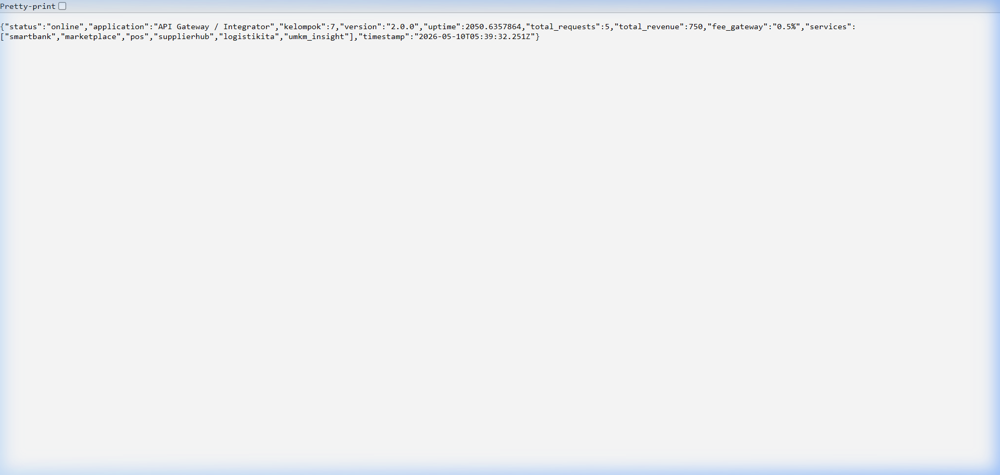 Pretty-print
{"status":"online","application":"API Gateway / Integrator","kelompok":7,"version":"2.0.0","uptime":2050.6357864,"total_requests":5,"total_revenue":750,"fee_gateway":"0.5%","services":
["smartbank","marketplace","pos","supplierhub","logistikita","umkm_insight"],"timestamp":"2026-05-10T05:39:32.251Z"}